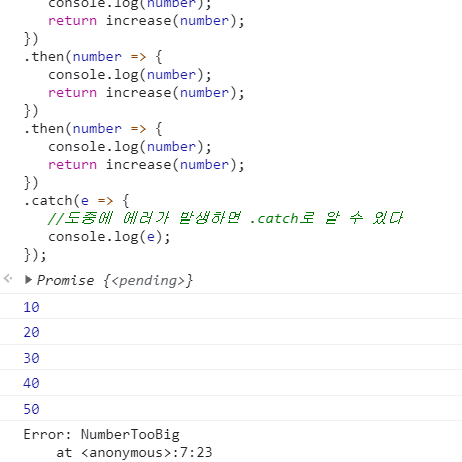 console.log(number);
return increase(number);
})
.then(number => {
console.log(number);
return increase(number);
})
.then(number => {
console.log(number);
return increase(number);
})
.catch(e => {
//도중에 에러가 발생하면 .catch로 알 수 있다
console.log(e);
});
Promise {<pending>}
10
20
30
40
50
Error: NumberTooBig
at <anonymous>:7:23